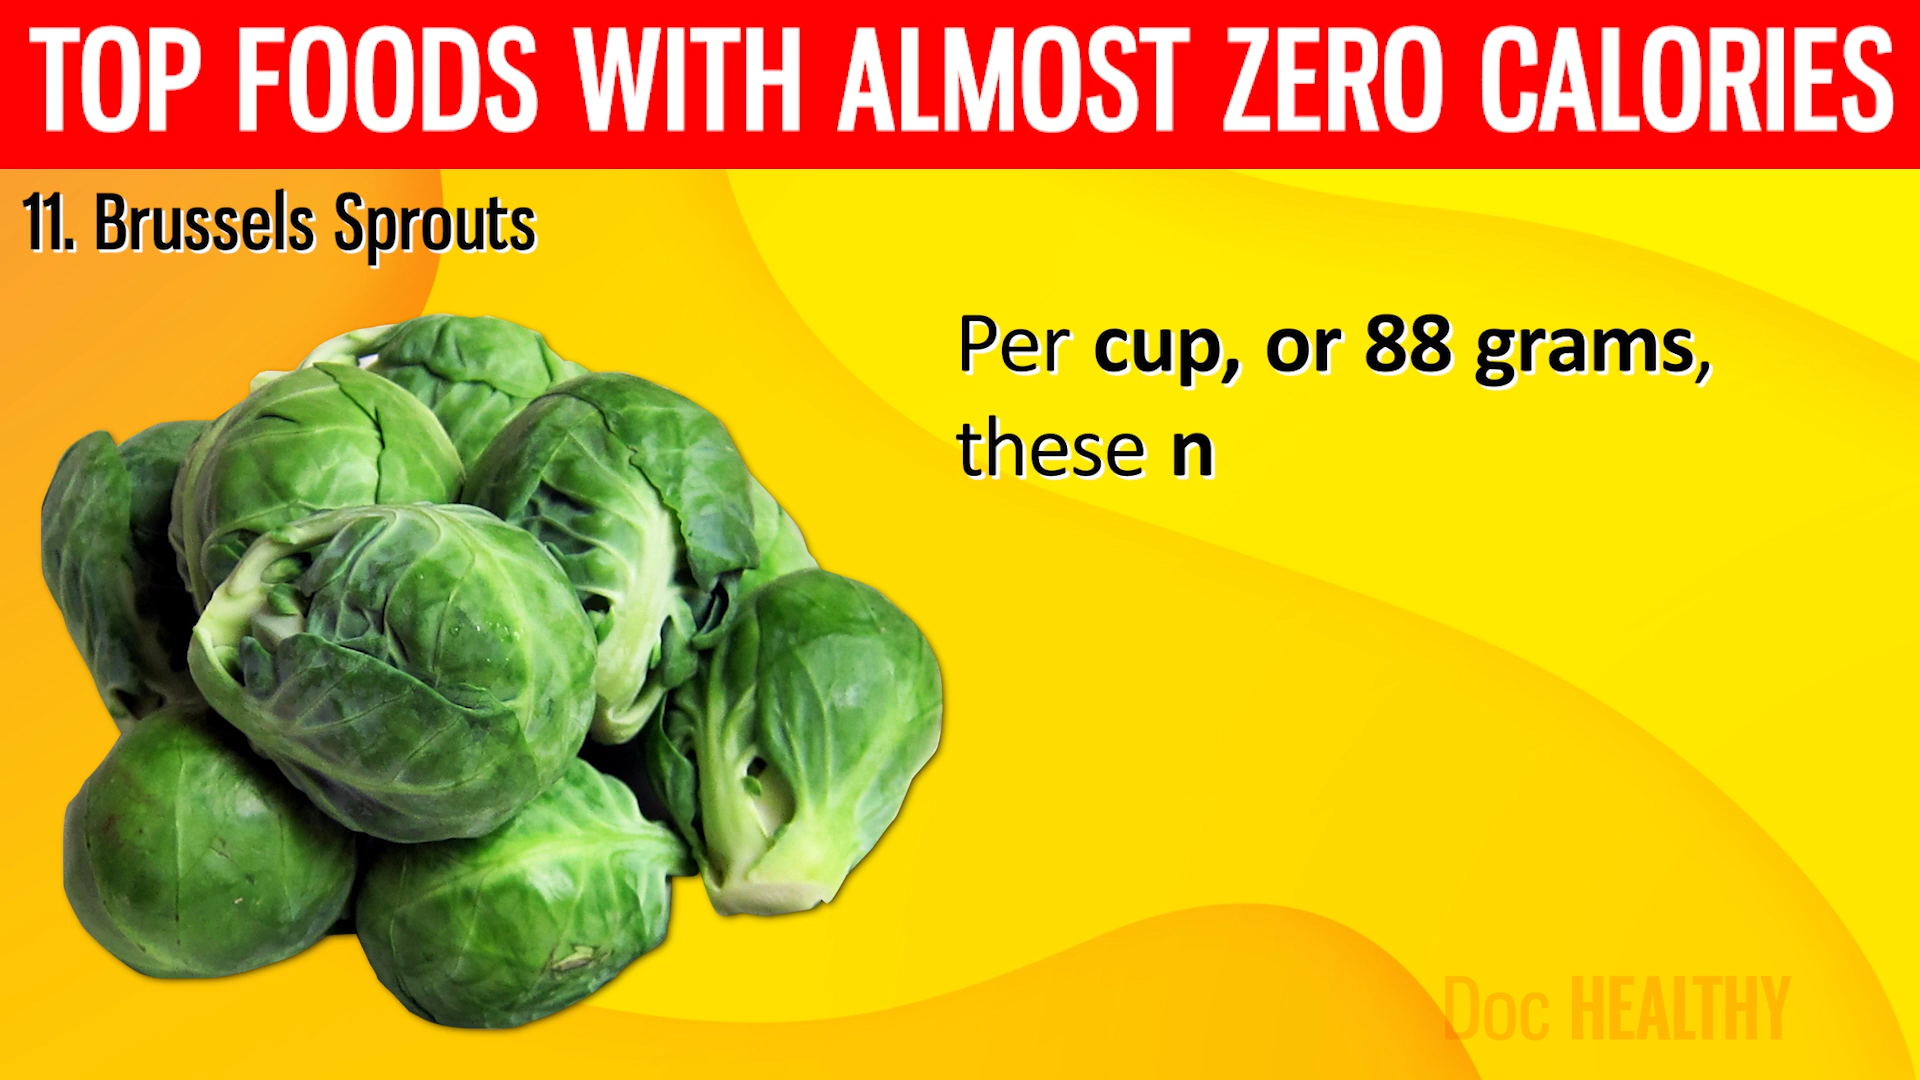 TOP FOODS WITH ALMOST ZERO CALORIES
11. Brussels Sprouts
Per cup, or 88 grams,
these n
Doc HEALTHY